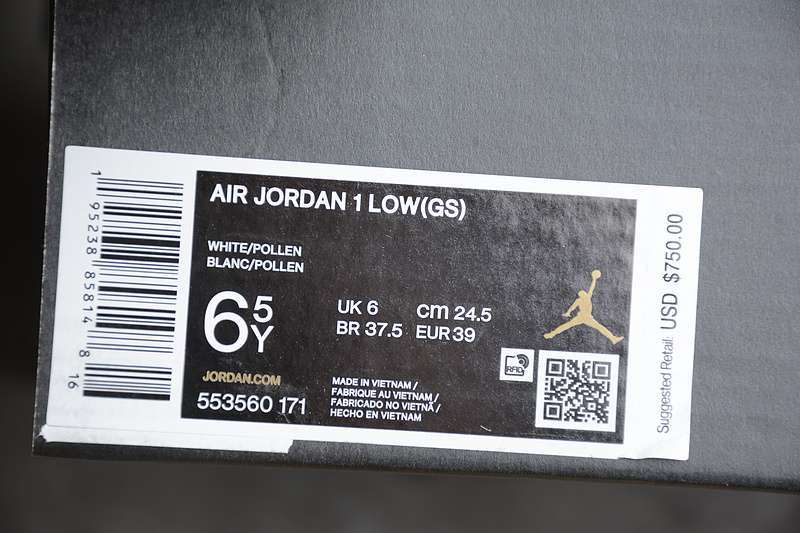 AIR JORDAN 1 LOW(GS)
WHITE/POLLEN
BLANC/POLLEN
6 5 Y
UK 6 cm 24.5
BR 37.5 EUR 39
JORDAN.COM
553560 171
MADE IN VIETNAM /
FABRIQUE AU VIETNAM /
FABRICADO NO VIETNÃ /
HECHO EN VIETNAM
RFID
1 95238 85814 8 16
Suggested Retail: USD $750.00